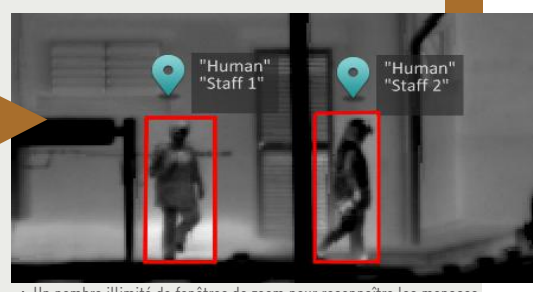 "Human"
"Staff 1"
"Human"
"Staff 2"
• Un nombre illimité de fenêtres de zoom pour reconnaître les menaces